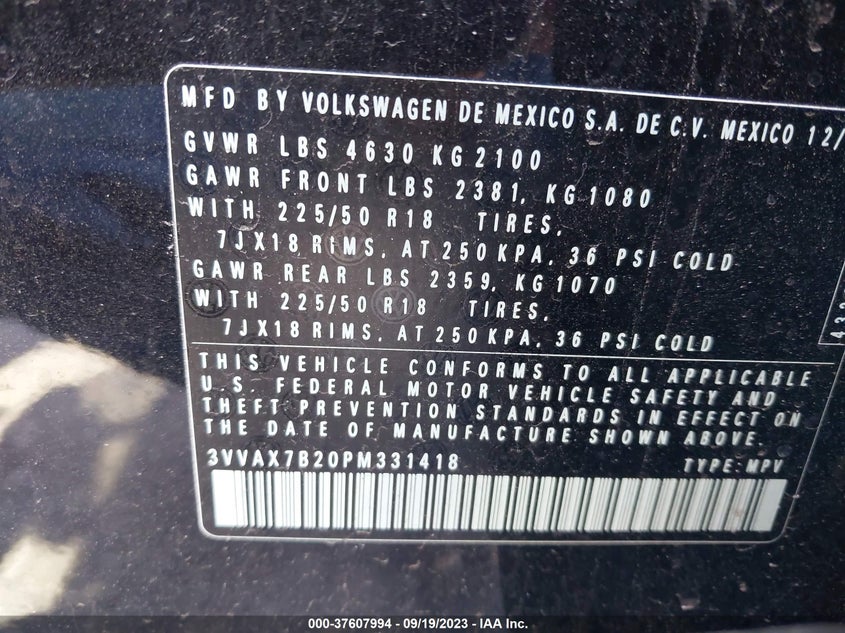 MFD BY VOLKSWAGEN DE MEXICO S.A. DE C.V. MEXICO 12/
GVWR LBS 4630 KG 2100
GAWR FRONT LBS 2381, KG 1080
WITH 225/50 R18 TIRES,
7JX18 RIMS, AT 250 KPA, 36 PSI COLD
GAWR REAR LBS 2359, KG 1070
WITH 225/50 R18 TIRES,
7JX18 RIMS, AT 250 KPA, 36 PSI COLD
THIS VEHICLE CONFORMS TO ALL APPLICABLE
U.S. FEDERAL MOTOR VEHICLE SAFETY AND
THEFT PREVENTION STANDARDS IN EFFECT ON
THE DATE OF MANUFACTURE SHOWN ABOVE.
3VVAX7B20PM331418 TYPE: MPV
000-37607994 - 09/19/2023 - IAA Inc.